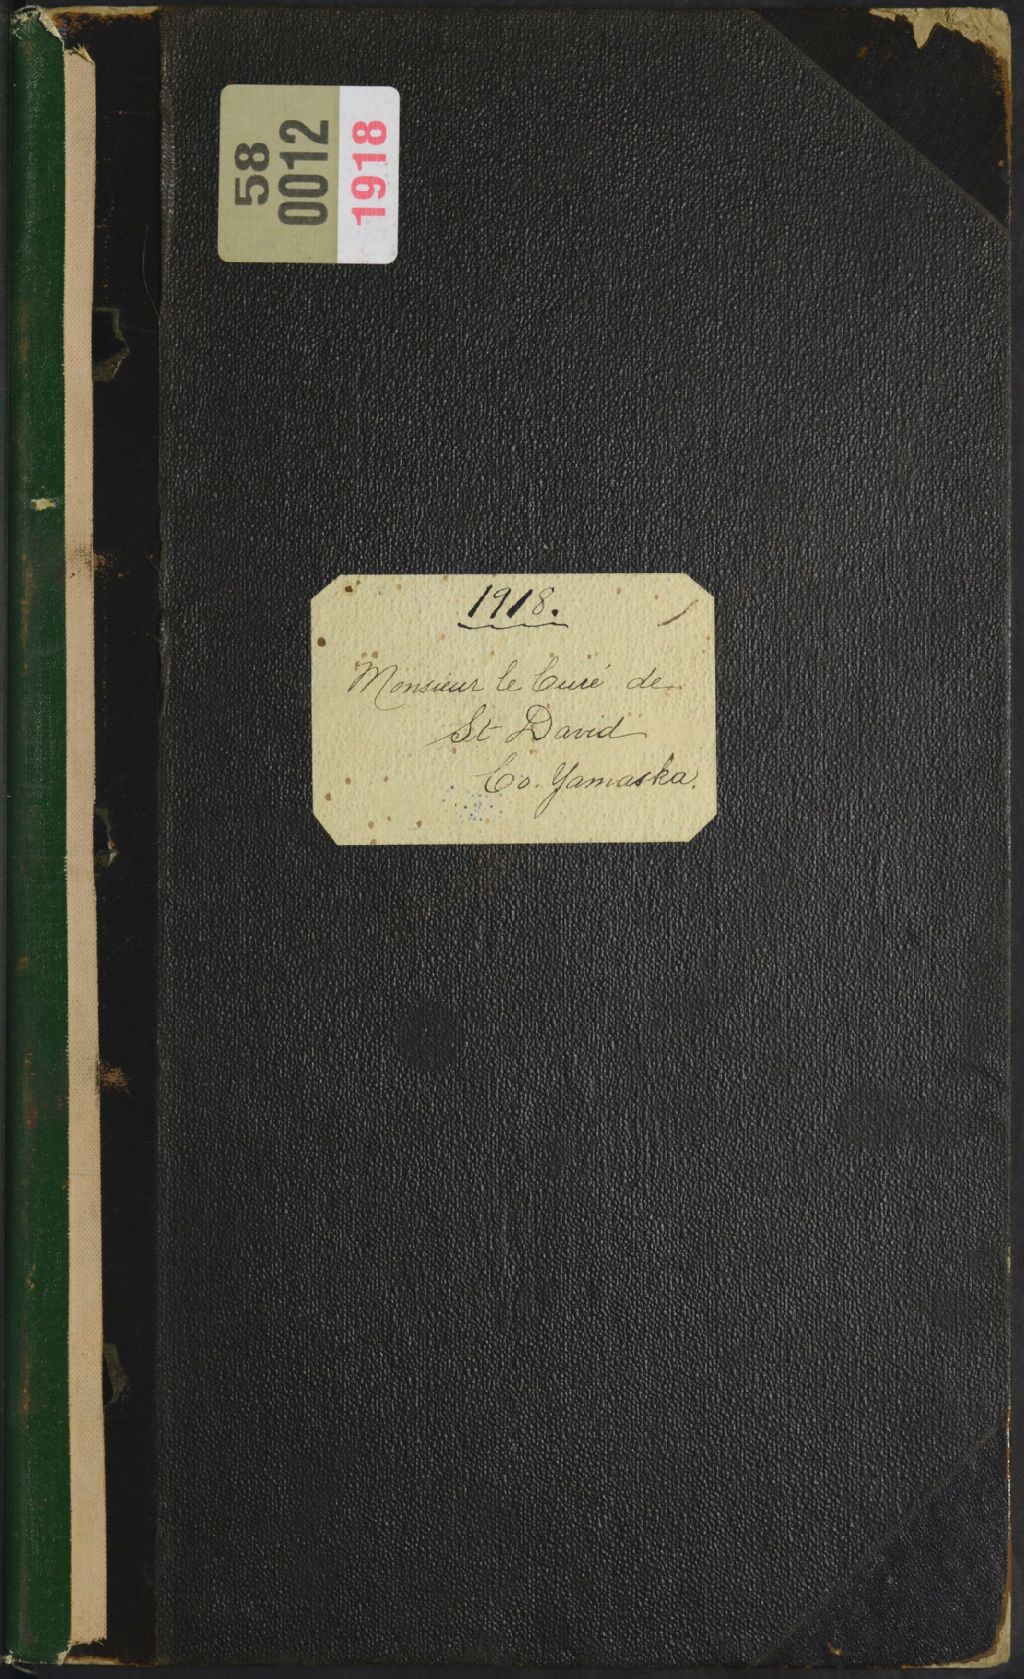 58
0012
1918
1918.
Monsieur le Curé de
St David
Co. Yamaska.